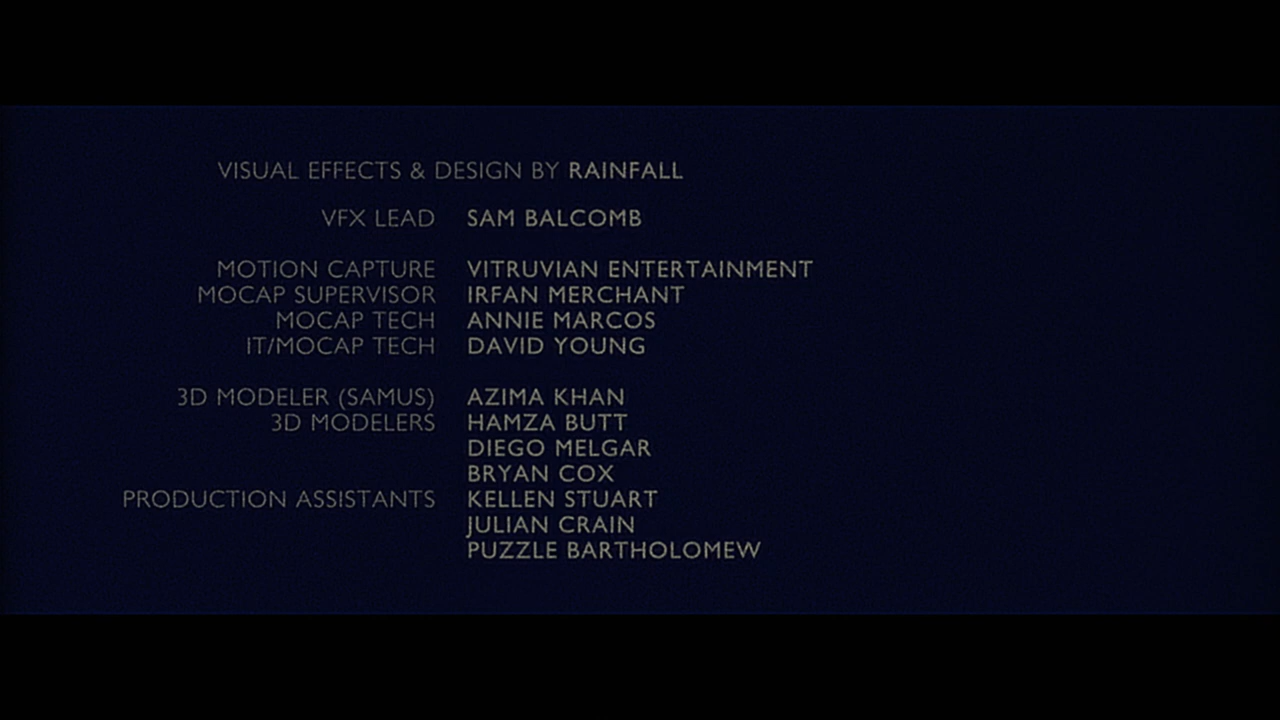 VISUAL EFFECTS & DESIGN BY RAINFALL
VFX LEAD SAM BALCOMB
MOTION CAPTURE VITRUVIAN ENTERTAINMENT
MOCAP SUPERVISOR IRFAN MERCHANT
MOCAP TECH ANNIE MARCOS
IT/MOCAP TECH DAVID YOUNG
3D MODELER (SAMUS) AZIMA KHAN
3D MODELERS HAMZA BUTT
DIEGO MELGAR
BRYAN COX
PRODUCTION ASSISTANTS KELLEN STUART
JULIAN CRAIN
PUZZLE BARTHOLOMEW